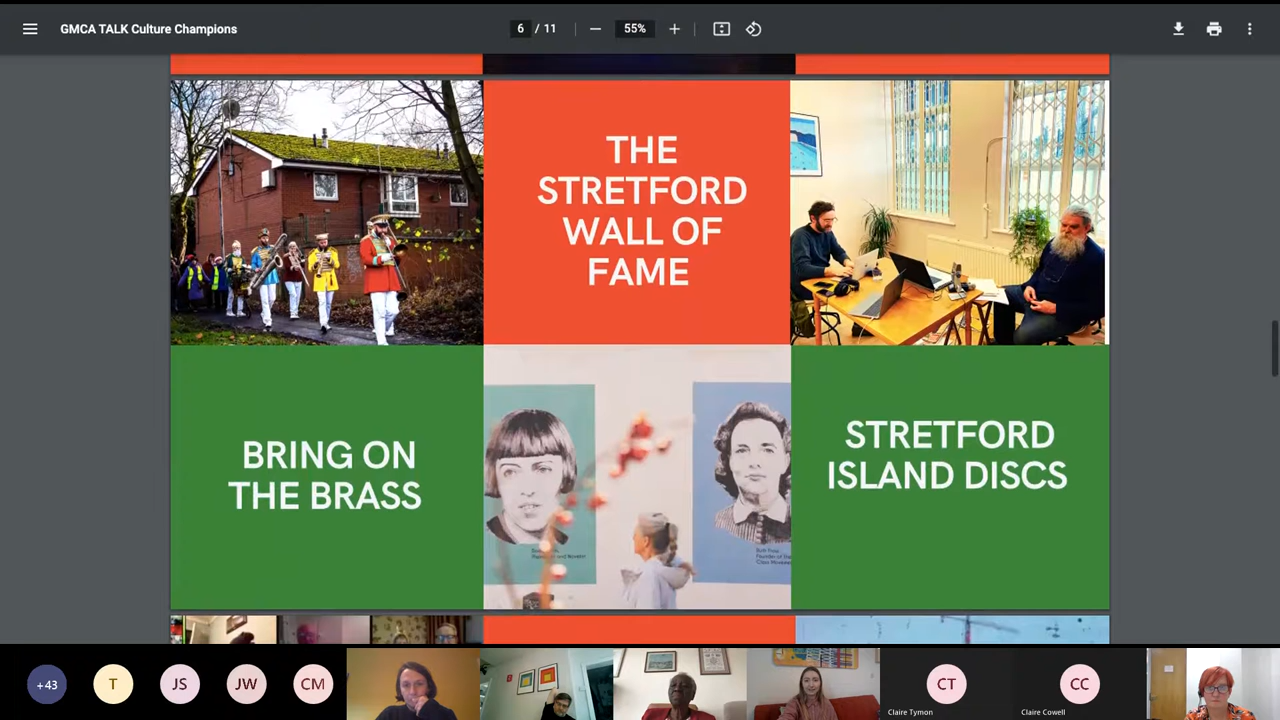 GMCA TALK Culture Champions
6 / 11
55%
THE
STRETFORD
WALL OF
FAME
BRING ON
THE BRASS
STRETFORD
ISLAND DISCS
+43
T
JS
JW
CM
CT
Claire Tymon
CC
Claire Cowell